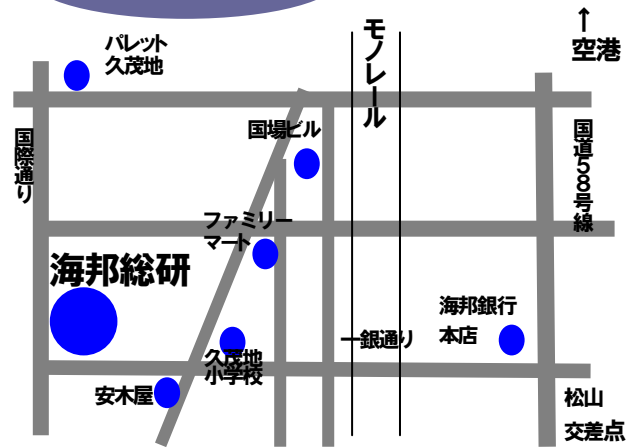 パレット
久茂地
モノレール
↑
空港
国際通り
国場ビル
国道58号線
ファミリー
マート
海邦総研
海邦銀行
本店
一銀通り
久茂地
小学校
安木屋
松山
交差点